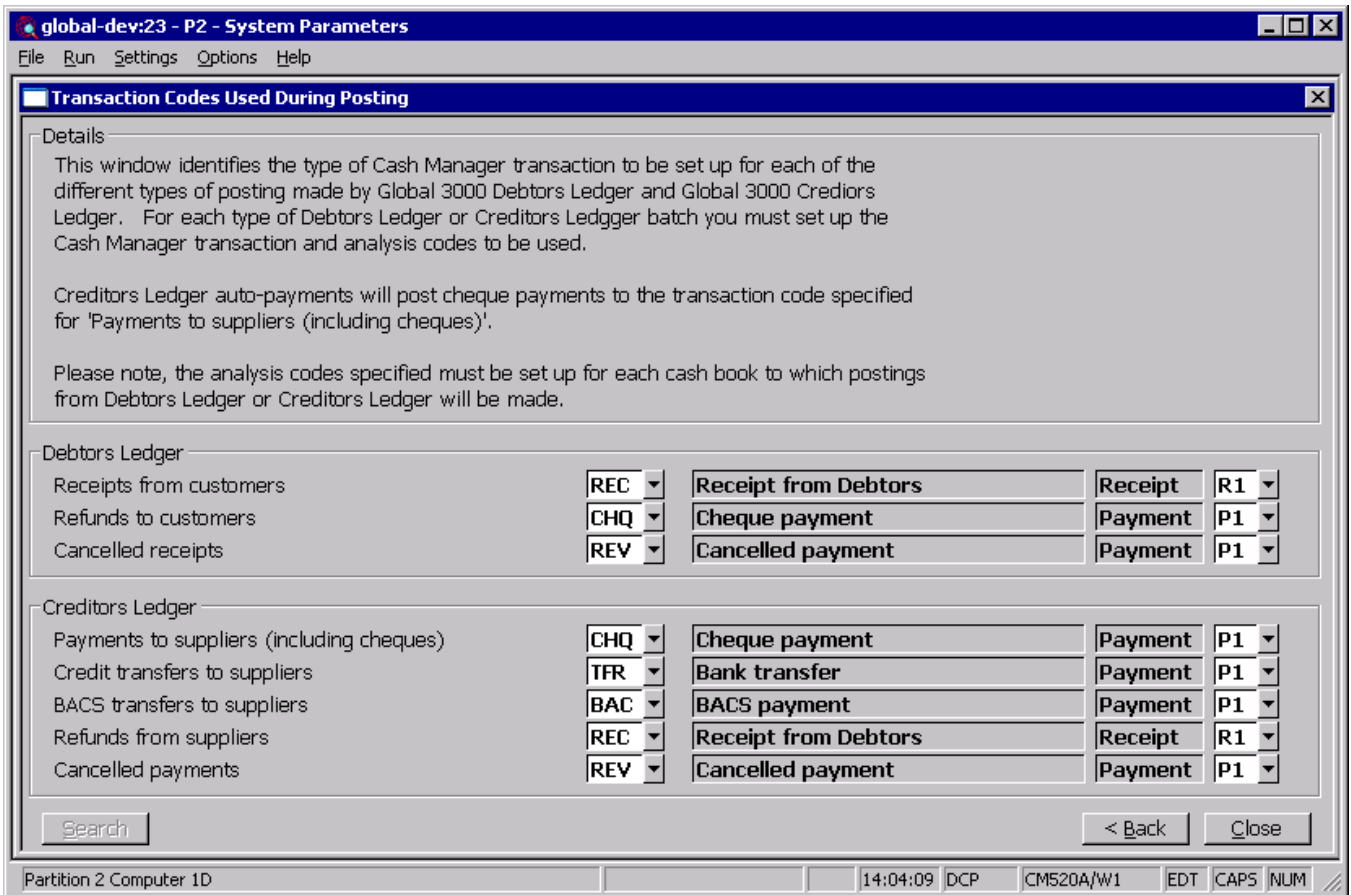 global-dev:23 - P2 - System Parameters
File Run Settings Options Help
Transaction Codes Used During Posting
Details
This window identifies the type of Cash Manager transaction to be set up for each of the
different types of posting made by Global 3000 Debtors Ledger and Global 3000 Crediors
Ledger. For each type of Debtors Ledger or Creditors Ledgger batch you must set up the
Cash Manager transaction and analysis codes to be used.
Creditors Ledger auto-payments will post cheque payments to the transaction code specified
for 'Payments to suppliers (including cheques)'.
Please note, the analysis codes specified must be set up for each cash book to which postings
from Debtors Ledger or Creditors Ledger will be made.
Debtors Ledger
Receipts from customers REC Receipt from Debtors Receipt R1
Refunds to customers CHQ Cheque payment Payment P1
Cancelled receipts REV Cancelled payment Payment P1
Creditors Ledger
Payments to suppliers (including cheques) CHQ Cheque payment Payment P1
Credit transfers to suppliers TFR Bank transfer Payment P1
BACS transfers to suppliers BAC BACS payment Payment P1
Refunds from suppliers REC Receipt from Debtors Receipt R1
Cancelled payments REV Cancelled payment Payment P1
Search < Back Close
Partition 2 Computer 1D 14:04:09 DCP CM520A/W1 EDT CAPS NUM